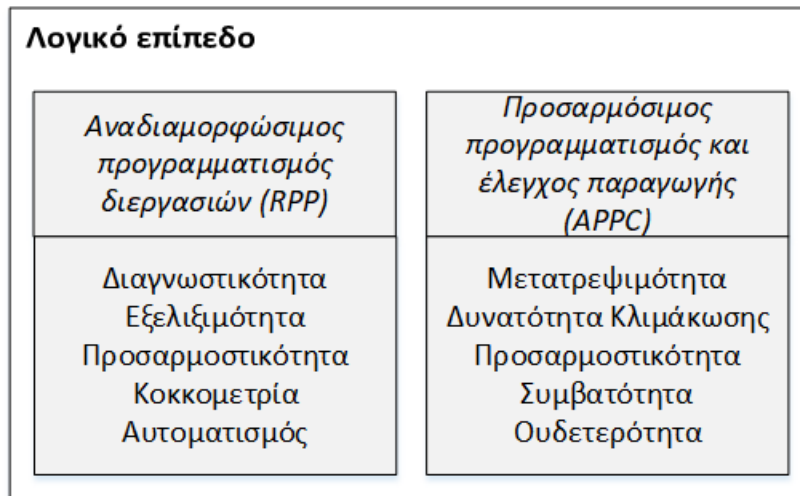 Λογικό επίπεδο
Αναδιαμορφώσιμος
προγραμματισμός
διεργασιών (RPP)
Διαγνωστικότητα
Εξελιξιμότητα
Προσαρμοστικότητα
Κοκκομετρία
Αυτοματισμός
Προσαρμόσιμος
προγραμματισμός και
έλεγχος παραγωγής
(APPC)
Μετατρεψιμότητα
Δυνατότητα Κλιμάκωσης
Προσαρμοστικότητα
Συμβατότητα
Ουδετερότητα